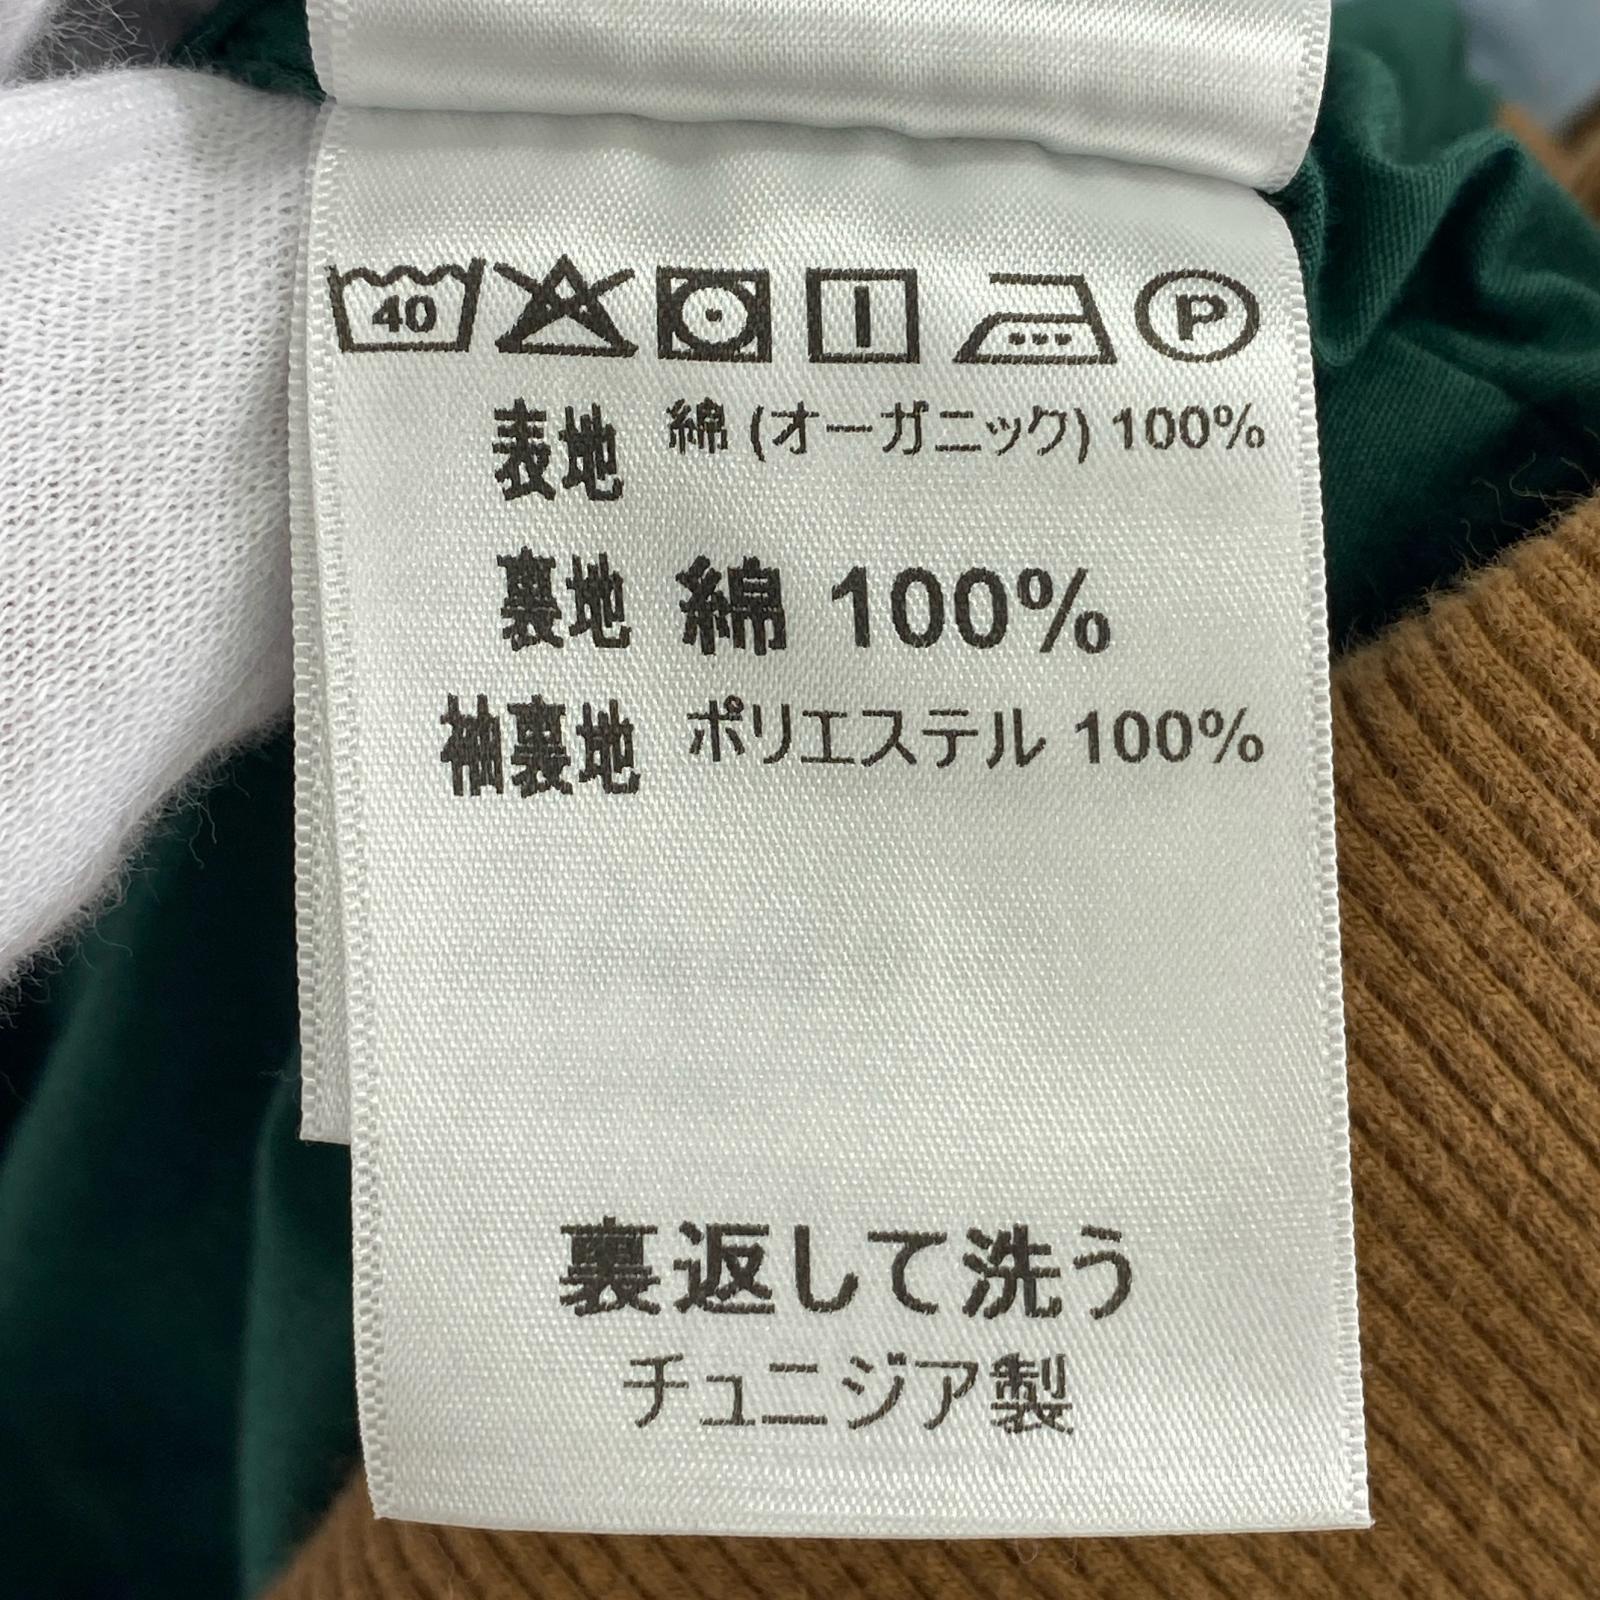 40 P
表地 綿 (オーガニック) 100%
裏地 綿 100%
袖裏地 ポリエステル 100%
裏返して洗う
チュニジア製